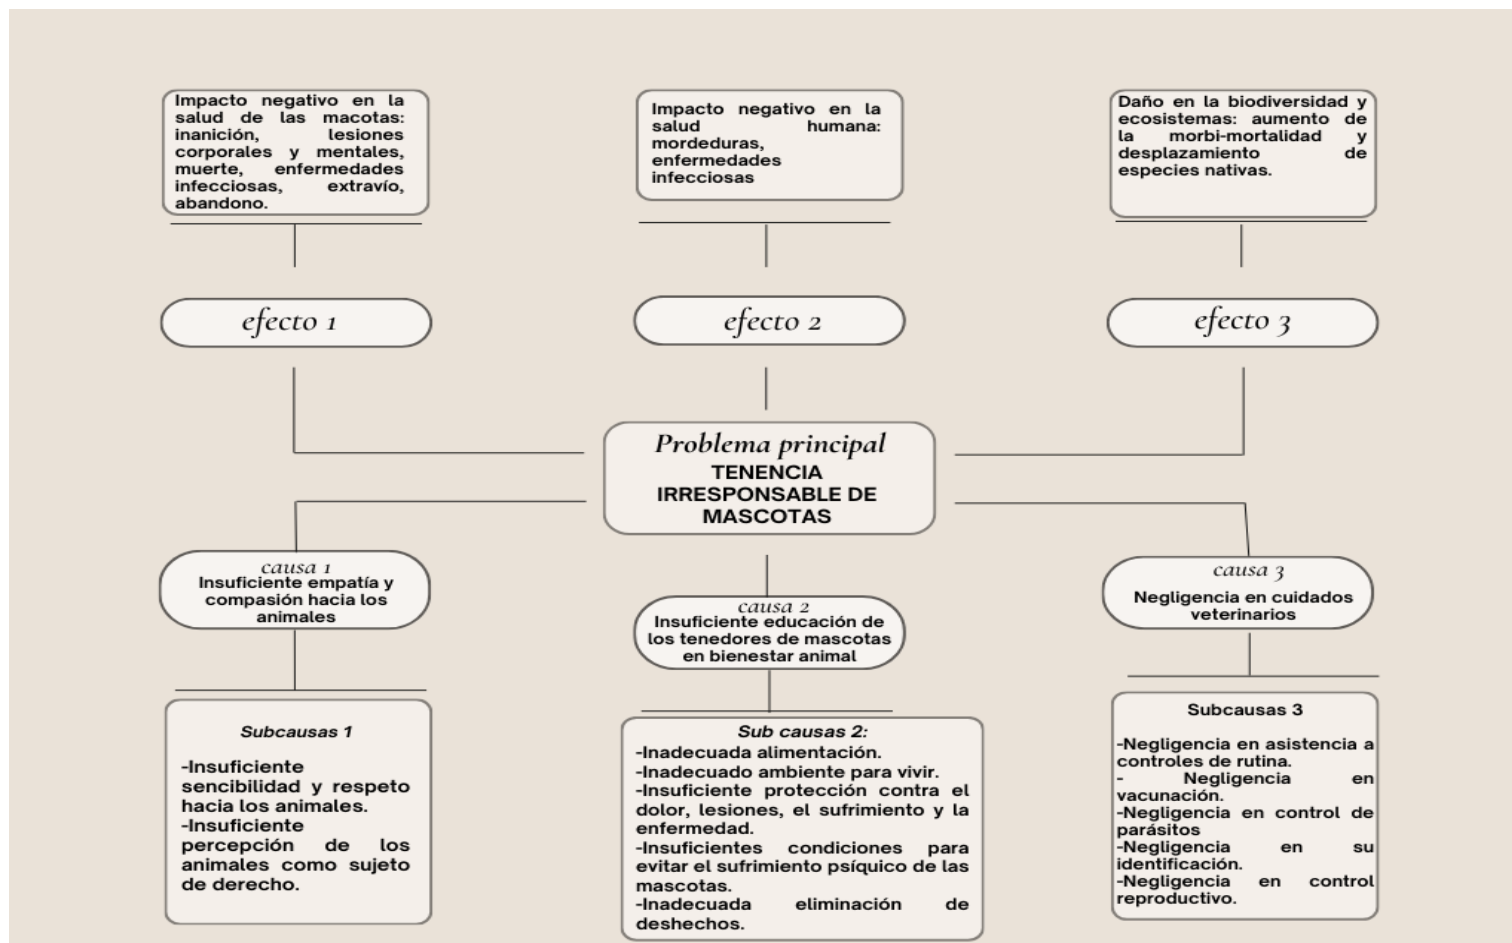 Impacto negativo en la
salud de las macotas:
inanición, lesiones
corporales y mentales,
muerte, enfermedades
infecciosas, extravío,
abandono.
Impacto negativo en la
salud humana:
mordeduras,
enfermedades
infecciosas
Daño en la biodiversidad y
ecosistemas: aumento de
la morbi-mortalidad y
desplazamiento de
especies nativas.
efecto 1
efecto 2
efecto 3
Problema principal
TENENCIA
IRRESPONSABLE DE
MASCOTAS
causa 1
Insuficiente empatía y
compasión hacia los
animales
causa 2
Insuficiente educación de
los tenedores de mascotas
en bienestar animal
causa 3
Negligencia en cuidados
veterinarios
Subcausas 1
-Insuficiente
sencibilidad y respeto
hacia los animales.
-Insuficiente
percepción de los
animales como sujeto
de derecho.
Sub causas 2:
-Inadecuada alimentación.
-Inadecuado ambiente para vivir.
-Insuficiente protección contra el
dolor, lesiones, el sufrimiento y la
enfermedad.
-Insuficientes condiciones para
evitar el sufrimiento psíquico de las
mascotas.
-Inadecuada eliminación de
deshechos.
Subcausas 3
-Negligencia en asistencia a
controles de rutina.
- Negligencia en
vacunación.
-Negligencia en control de
parásitos
-Negligencia en su
identificación.
-Negligencia en control
reproductivo.